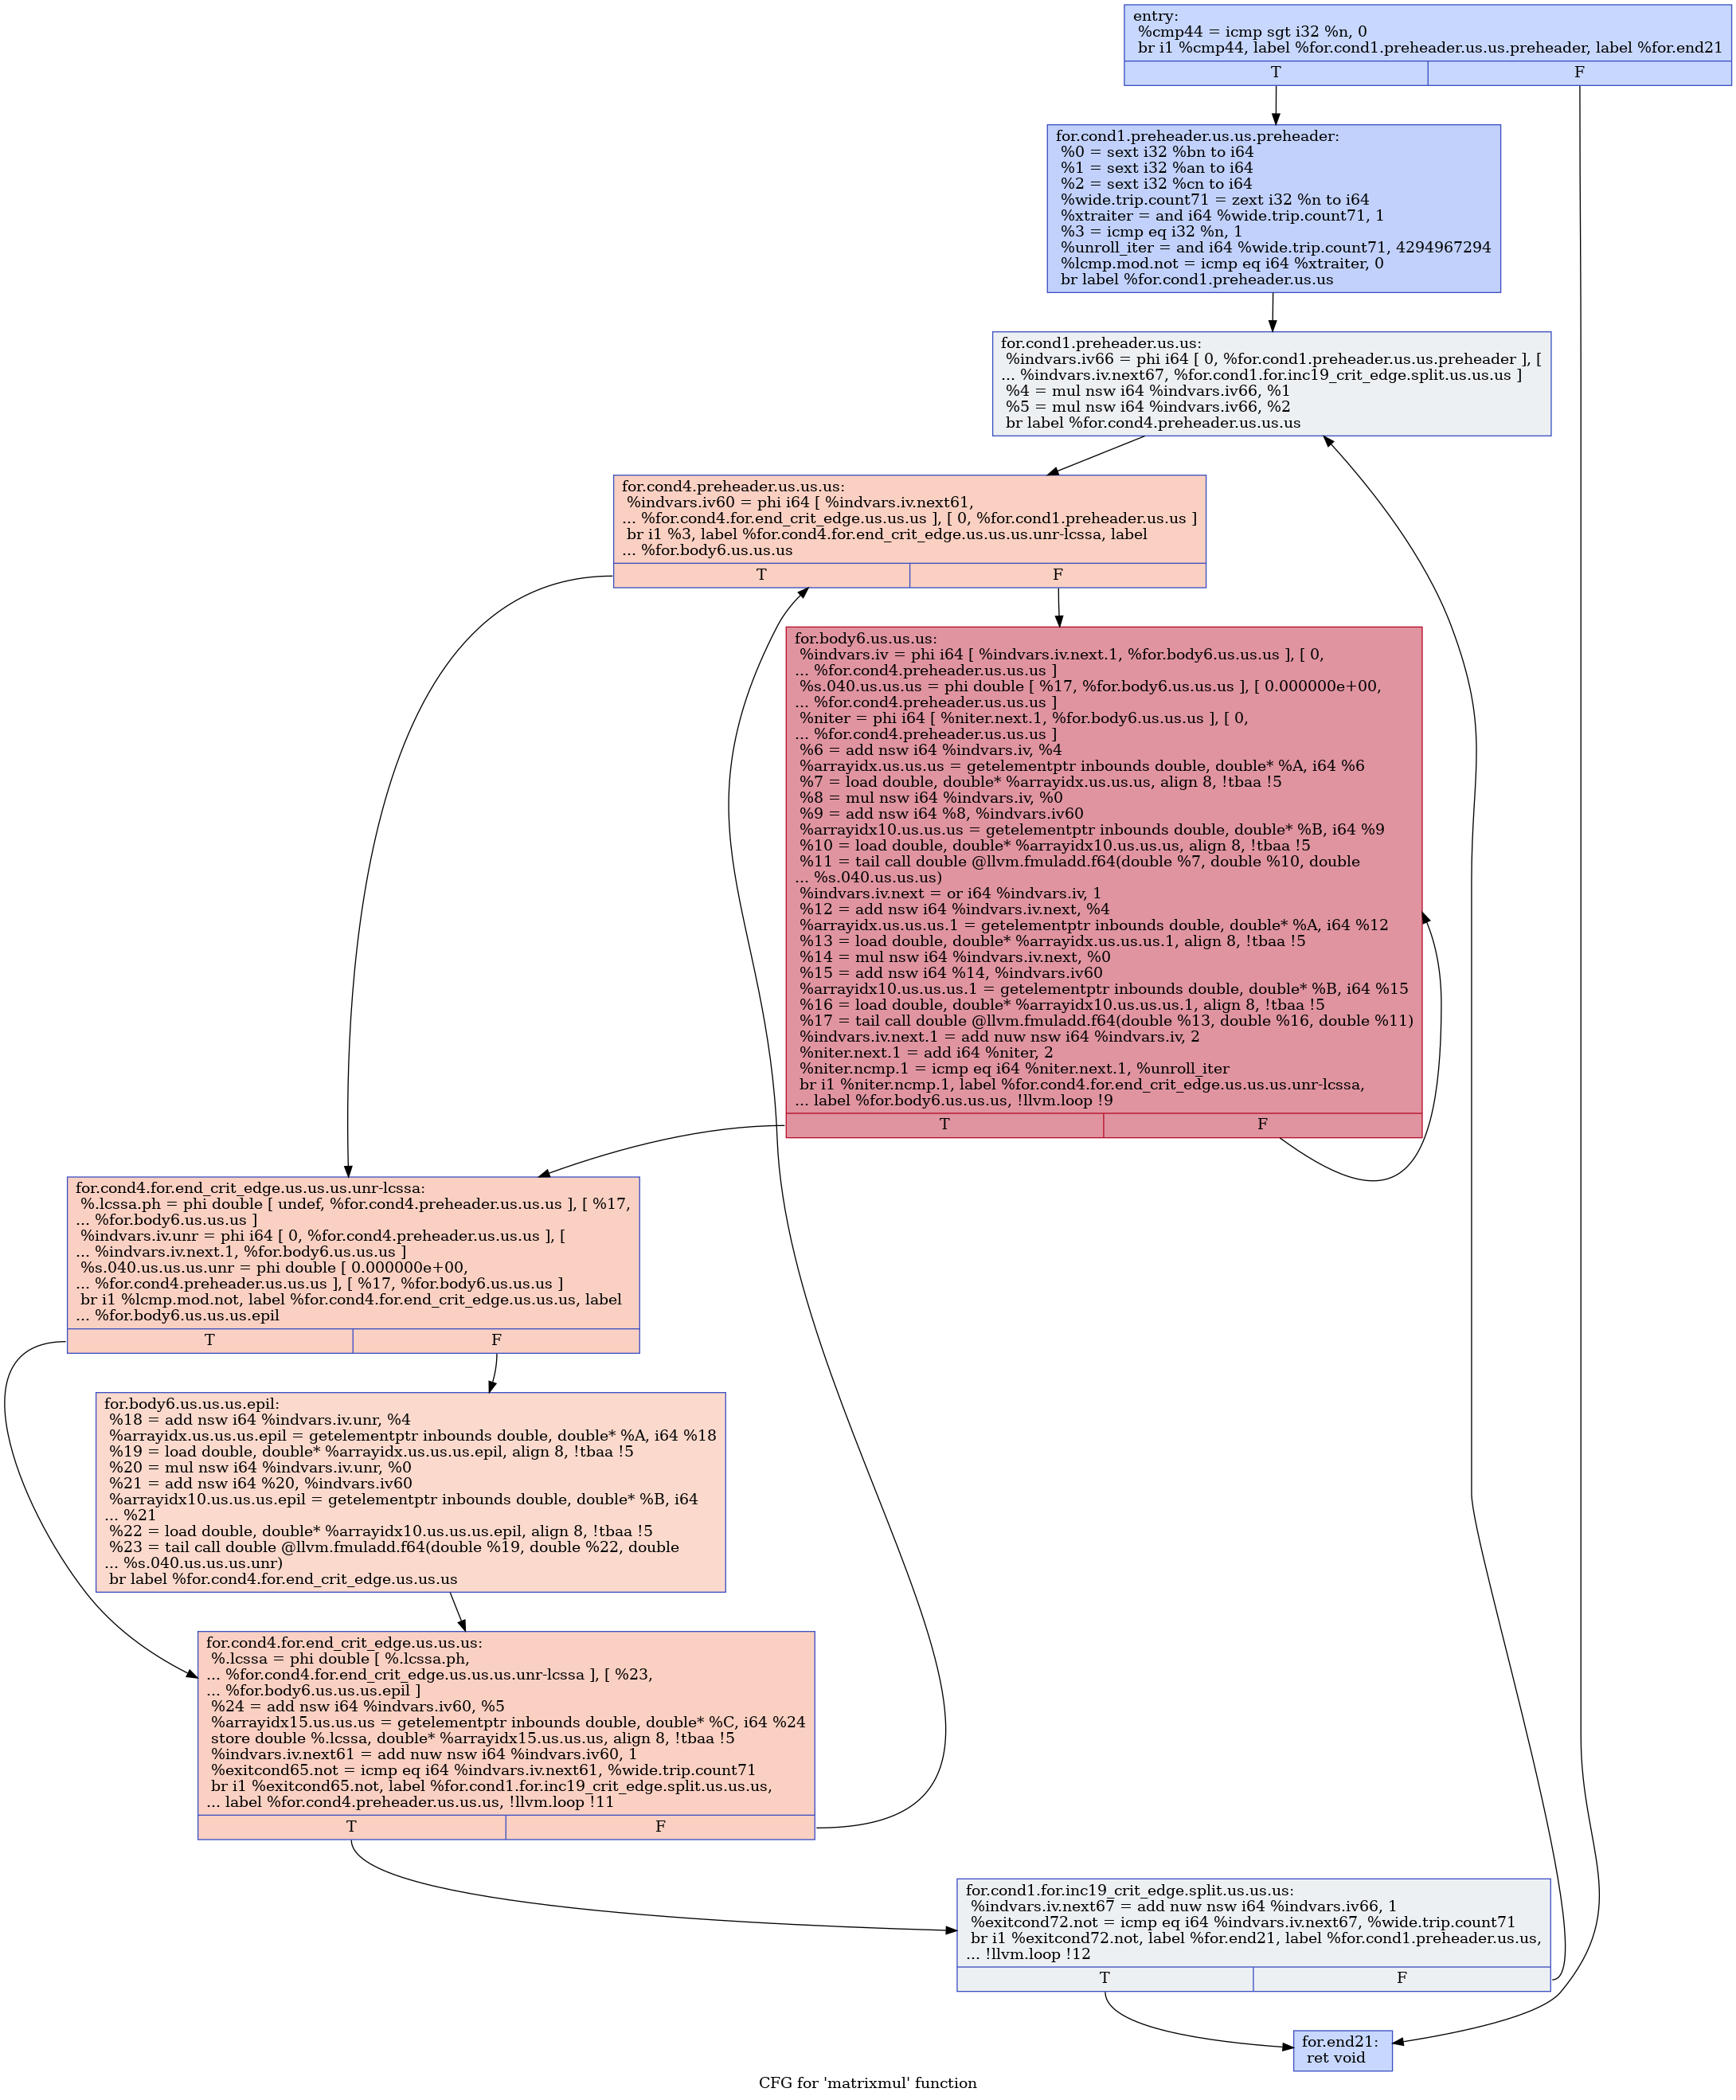 entry:
%cmp44 = icmp sgt i32 %n, 0
br i1 %cmp44, label %for.cond1.preheader.us.us.preheader, label %for.end21
T F
for.cond1.preheader.us.us.preheader:
%0 = sext i32 %bn to i64
%1 = sext i32 %an to i64
%2 = sext i32 %cn to i64
%wide.trip.count71 = zext i32 %n to i64
%xtraiter = and i64 %wide.trip.count71, 1
%3 = icmp eq i32 %n, 1
%unroll_iter = and i64 %wide.trip.count71, 4294967294
%lcmp.mod.not = icmp eq i64 %xtraiter, 0
br label %for.cond1.preheader.us.us
for.cond1.preheader.us.us:
%indvars.iv66 = phi i64 [ 0, %for.cond1.preheader.us.us.preheader ], [
... %indvars.iv.next67, %for.cond1.for.inc19_crit_edge.split.us.us.us ]
%4 = mul nsw i64 %indvars.iv66, %1
%5 = mul nsw i64 %indvars.iv66, %2
br label %for.cond4.preheader.us.us.us
for.cond4.preheader.us.us.us:
%indvars.iv60 = phi i64 [ %indvars.iv.next61,
... %for.cond4.for.end_crit_edge.us.us.us ], [ 0, %for.cond1.preheader.us.us ]
br i1 %3, label %for.cond4.for.end_crit_edge.us.us.us.unr-lcssa, label
... %for.body6.us.us.us
T F
for.body6.us.us.us:
%indvars.iv = phi i64 [ %indvars.iv.next.1, %for.body6.us.us.us ], [ 0,
... %for.cond4.preheader.us.us.us ]
%s.040.us.us.us = phi double [ %17, %for.body6.us.us.us ], [ 0.000000e+00,
... %for.cond4.preheader.us.us.us ]
%niter = phi i64 [ %niter.next.1, %for.body6.us.us.us ], [ 0,
... %for.cond4.preheader.us.us.us ]
%6 = add nsw i64 %indvars.iv, %4
%arrayidx.us.us.us = getelementptr inbounds double, double* %A, i64 %6
%7 = load double, double* %arrayidx.us.us.us, align 8, !tbaa !5
%8 = mul nsw i64 %indvars.iv, %0
%9 = add nsw i64 %8, %indvars.iv60
%arrayidx10.us.us.us = getelementptr inbounds double, double* %B, i64 %9
%10 = load double, double* %arrayidx10.us.us.us, align 8, !tbaa !5
%11 = tail call double @llvm.fmuladd.f64(double %7, double %10, double
... %s.040.us.us.us)
%indvars.iv.next = or i64 %indvars.iv, 1
%12 = add nsw i64 %indvars.iv.next, %4
%arrayidx.us.us.us.1 = getelementptr inbounds double, double* %A, i64 %12
%13 = load double, double* %arrayidx.us.us.us.1, align 8, !tbaa !5
%14 = mul nsw i64 %indvars.iv.next, %0
%15 = add nsw i64 %14, %indvars.iv60
%arrayidx10.us.us.us.1 = getelementptr inbounds double, double* %B, i64 %15
%16 = load double, double* %arrayidx10.us.us.us.1, align 8, !tbaa !5
%17 = tail call double @llvm.fmuladd.f64(double %13, double %16, double %11)
%indvars.iv.next.1 = add nuw nsw i64 %indvars.iv, 2
%niter.next.1 = add i64 %niter, 2
%niter.ncmp.1 = icmp eq i64 %niter.next.1, %unroll_iter
br i1 %niter.ncmp.1, label %for.cond4.for.end_crit_edge.us.us.us.unr-lcssa,
... label %for.body6.us.us.us, !llvm.loop !9
T F
for.cond4.for.end_crit_edge.us.us.us.unr-lcssa:
%.lcssa.ph = phi double [ undef, %for.cond4.preheader.us.us.us ], [ %17,
... %for.body6.us.us.us ]
%indvars.iv.unr = phi i64 [ 0, %for.cond4.preheader.us.us.us ], [
... %indvars.iv.next.1, %for.body6.us.us.us ]
%s.040.us.us.us.unr = phi double [ 0.000000e+00,
... %for.cond4.preheader.us.us.us ], [ %17, %for.body6.us.us.us ]
br i1 %lcmp.mod.not, label %for.cond4.for.end_crit_edge.us.us.us, label
... %for.body6.us.us.us.epil
T F
for.body6.us.us.us.epil:
%18 = add nsw i64 %indvars.iv.unr, %4
%arrayidx.us.us.us.epil = getelementptr inbounds double, double* %A, i64 %18
%19 = load double, double* %arrayidx.us.us.us.epil, align 8, !tbaa !5
%20 = mul nsw i64 %indvars.iv.unr, %0
%21 = add nsw i64 %20, %indvars.iv60
%arrayidx10.us.us.us.epil = getelementptr inbounds double, double* %B, i64
... %21
%22 = load double, double* %arrayidx10.us.us.us.epil, align 8, !tbaa !5
%23 = tail call double @llvm.fmuladd.f64(double %19, double %22, double
... %s.040.us.us.us.unr)
br label %for.cond4.for.end_crit_edge.us.us.us
for.cond4.for.end_crit_edge.us.us.us:
%.lcssa = phi double [ %.lcssa.ph,
... %for.cond4.for.end_crit_edge.us.us.us.unr-lcssa ], [ %23,
... %for.body6.us.us.us.epil ]
%24 = add nsw i64 %indvars.iv60, %5
%arrayidx15.us.us.us = getelementptr inbounds double, double* %C, i64 %24
store double %.lcssa, double* %arrayidx15.us.us.us, align 8, !tbaa !5
%indvars.iv.next61 = add nuw nsw i64 %indvars.iv60, 1
%exitcond65.not = icmp eq i64 %indvars.iv.next61, %wide.trip.count71
br i1 %exitcond65.not, label %for.cond1.for.inc19_crit_edge.split.us.us.us,
... label %for.cond4.preheader.us.us.us, !llvm.loop !11
T F
for.cond1.for.inc19_crit_edge.split.us.us.us:
%indvars.iv.next67 = add nuw nsw i64 %indvars.iv66, 1
%exitcond72.not = icmp eq i64 %indvars.iv.next67, %wide.trip.count71
br i1 %exitcond72.not, label %for.end21, label %for.cond1.preheader.us.us,
... !llvm.loop !12
T F
for.end21:
ret void
CFG for 'matrixmul' function